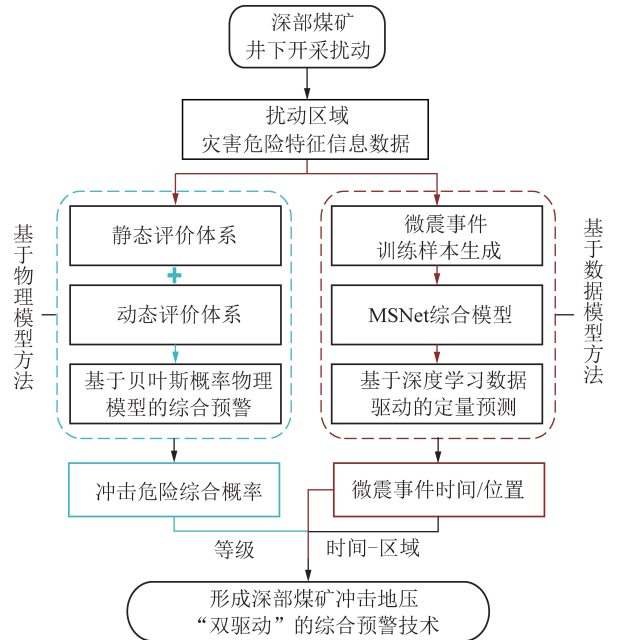 深部煤矿
井下开采扰动
扰动区域
灾害危险特征信息数据
基于物理模型方法
静态评价体系
+
动态评价体系
基于贝叶斯概率物理
模型的综合预警
微震事件
训练样本生成
MSNet综合模型
基于深度学习数据
驱动的定量预测
基于数据模型方法
冲击危险综合概率
微震事件时间/位置
等级
时间-区域
形成深部煤矿冲击地压
“双驱动”的综合预警技术